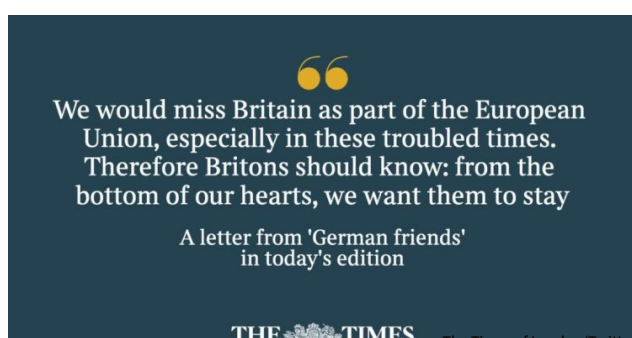 We would miss Britain as part of the European
Union, especially in these troubled times.
Therefore Britons should know: from the
bottom of our hearts, we want them to stay
A letter from 'German friends'
in today's edition
THE TIMES